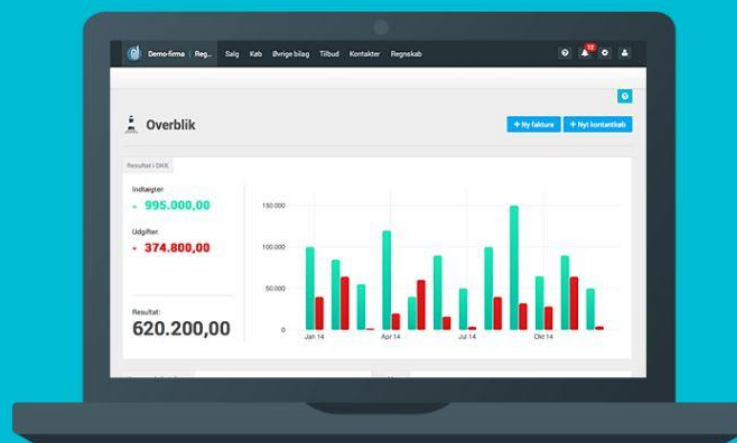 Demo-firma Reg... Salg Køb Øvrige bilag Tilbud Kontakter Regnskab 12
Overblik
+ Ny faktura + Nyt kontantkøb
Resultat i DKK
Indtægter:
995.000,00
Udgifter:
374.800,00
Resultat:
620.200,00
150.000
100.000
50.000
0
Jan 14 Apr 14 Jul 14 Okt 14